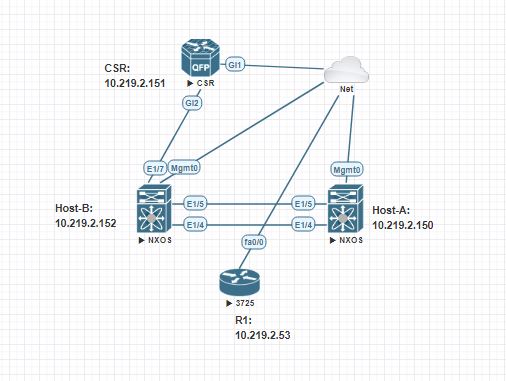 QFP
GI1
CSR:
10.219.2.151
CSR
Net
GI2
E1/7
Mgmt0
Mgmt0
Host-B:
10.219.2.152
E1/5
E1/5
Host-A:
10.219.2.150
E1/4
E1/4
NXOS
NXOS
fa0/0
3725
R1:
10.219.2.53